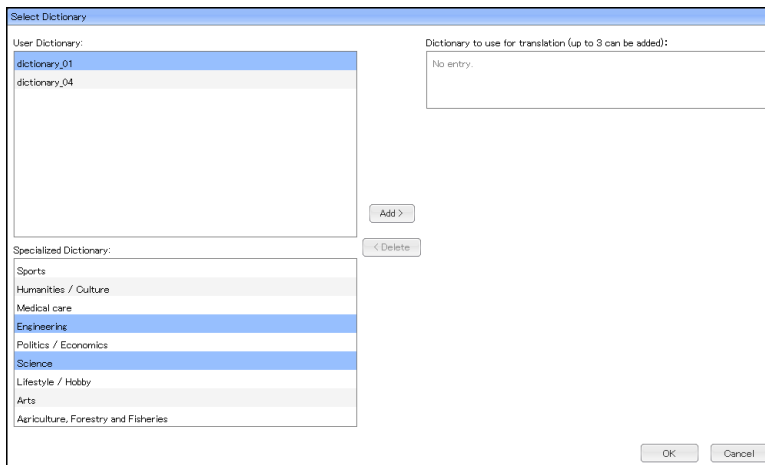 Select Dictionary
User Dictionary:
dictionary_01
dictionary_04
Dictionary to use for translation (up to 3 can be added):
No entry.
Add >
< Delete
Specialized Dictionary:
Sports
Humanities / Culture
Medical care
Engineering
Politics / Economics
Science
Lifestyle / Hobby
Arts
Agriculture, Forestry and Fisheries
OK
Cancel